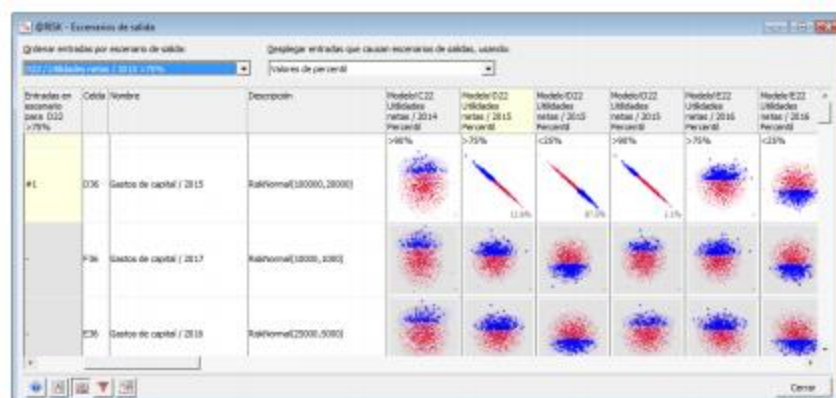 @RISK - Escenarios de salida
Ordenar entradas por escenario de salida:
Desplegar entradas que causan escenarios de salidas, usando:
D22 / Utilidades netas / 2015 >75%
Valores de percentil
Entradas en escenario para D22 >75%
Celda
Nombre
Descripción
Modelo!C22 Utilidades netas / 2014 Percentil
Modelo!D22 Utilidades netas / 2015 Percentil
Modelo!D22 Utilidades netas / 2015 Percentil
Modelo!D22 Utilidades netas / 2015 Percentil
Modelo!E22 Utilidades netas / 2016 Percentil
Modelo!E22 Utilidades netas / 2016 Percentil
>90%
>75%
<25%
>90%
>75%
<25%
#1
D36
Gastos de capital / 2015
RiskNormal(100000,20000)
F36
Gastos de capital / 2017
RiskNormal(10000,1000)
E36
Gastos de capital / 2016
RiskNormal(25000,5000)
Cerrar